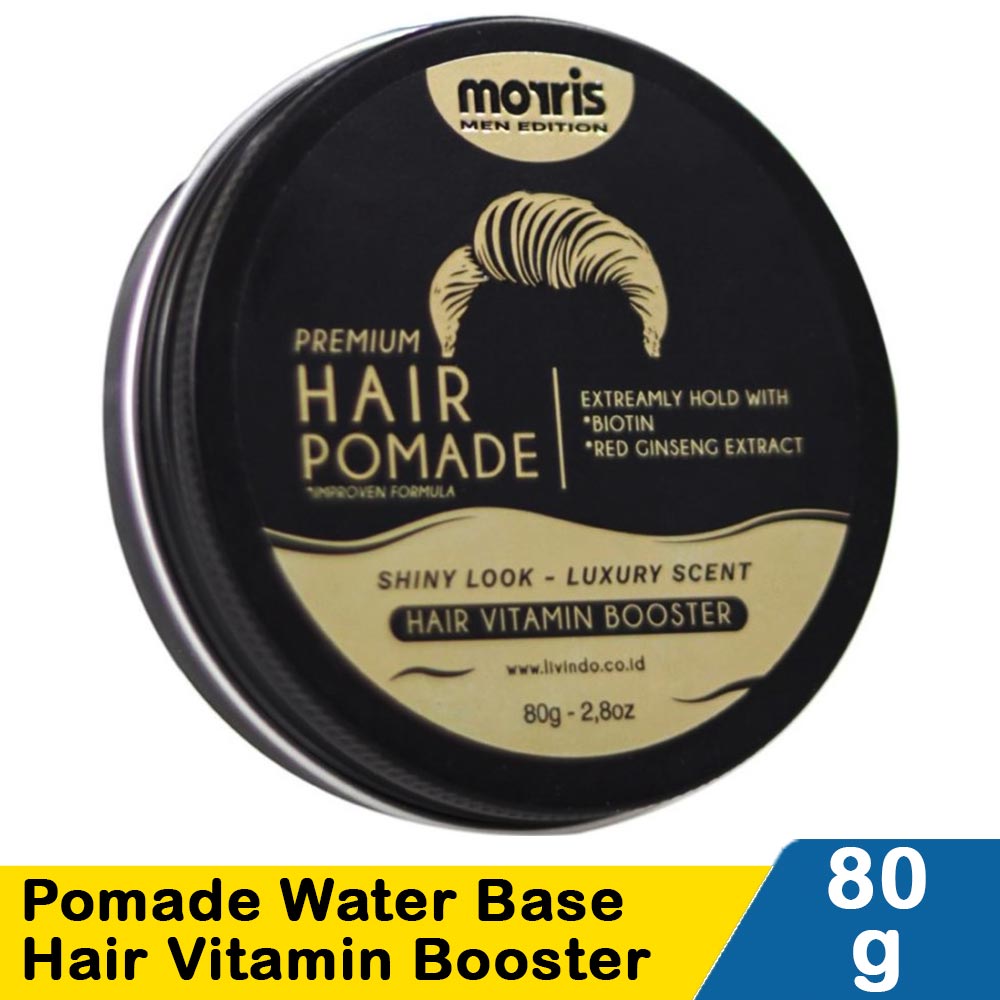 morris
MEN EDITION
PREMIUM
HAIR
POMADE
*IMPROVEN FORMULA
EXTREAMLY HOLD WITH
*BIOTIN
*RED GINSENG EXTRACT
SHINY LOOK - LUXURY SCENT
HAIR VITAMIN BOOSTER
www.livindo.co.id
80g - 2,8oz
Pomade Water Base
Hair Vitamin Booster
80
g